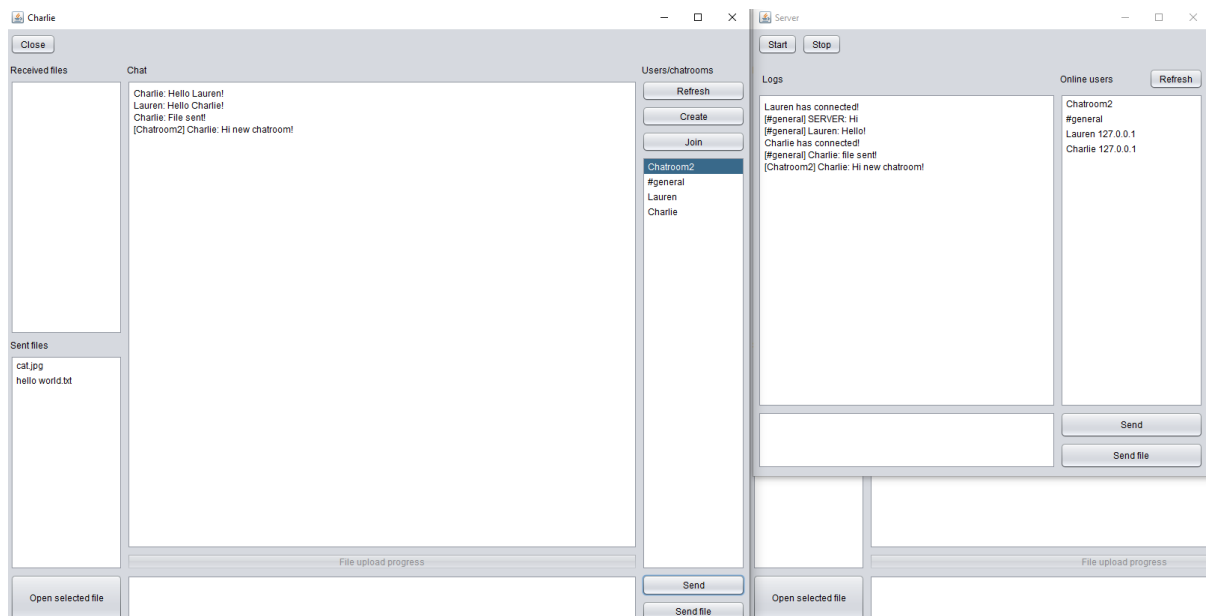 Charlie
Close
Received files
Chat
Users/chatrooms
Charlie: Hello Lauren!
Lauren: Hello Charlie!
Charlie: File sent!
[Chatroom2] Charlie: Hi new chatroom!
Refresh
Create
Join
Chatroom2
#general
Lauren
Charlie
Sent files
cat.jpg
hello world.txt
File upload progress
Open selected file
Send
Send file
Server
Start
Stop
Logs
Online users
Refresh
Lauren has connected!
[#general] SERVER: Hi
[#general] Lauren: Hello!
Charlie has connected!
[#general] Charlie: file sent!
[Chatroom2] Charlie: Hi new chatroom!
Chatroom2
#general
Lauren 127.0.0.1
Charlie 127.0.0.1
Send
Send file
File upload progress
Open selected file